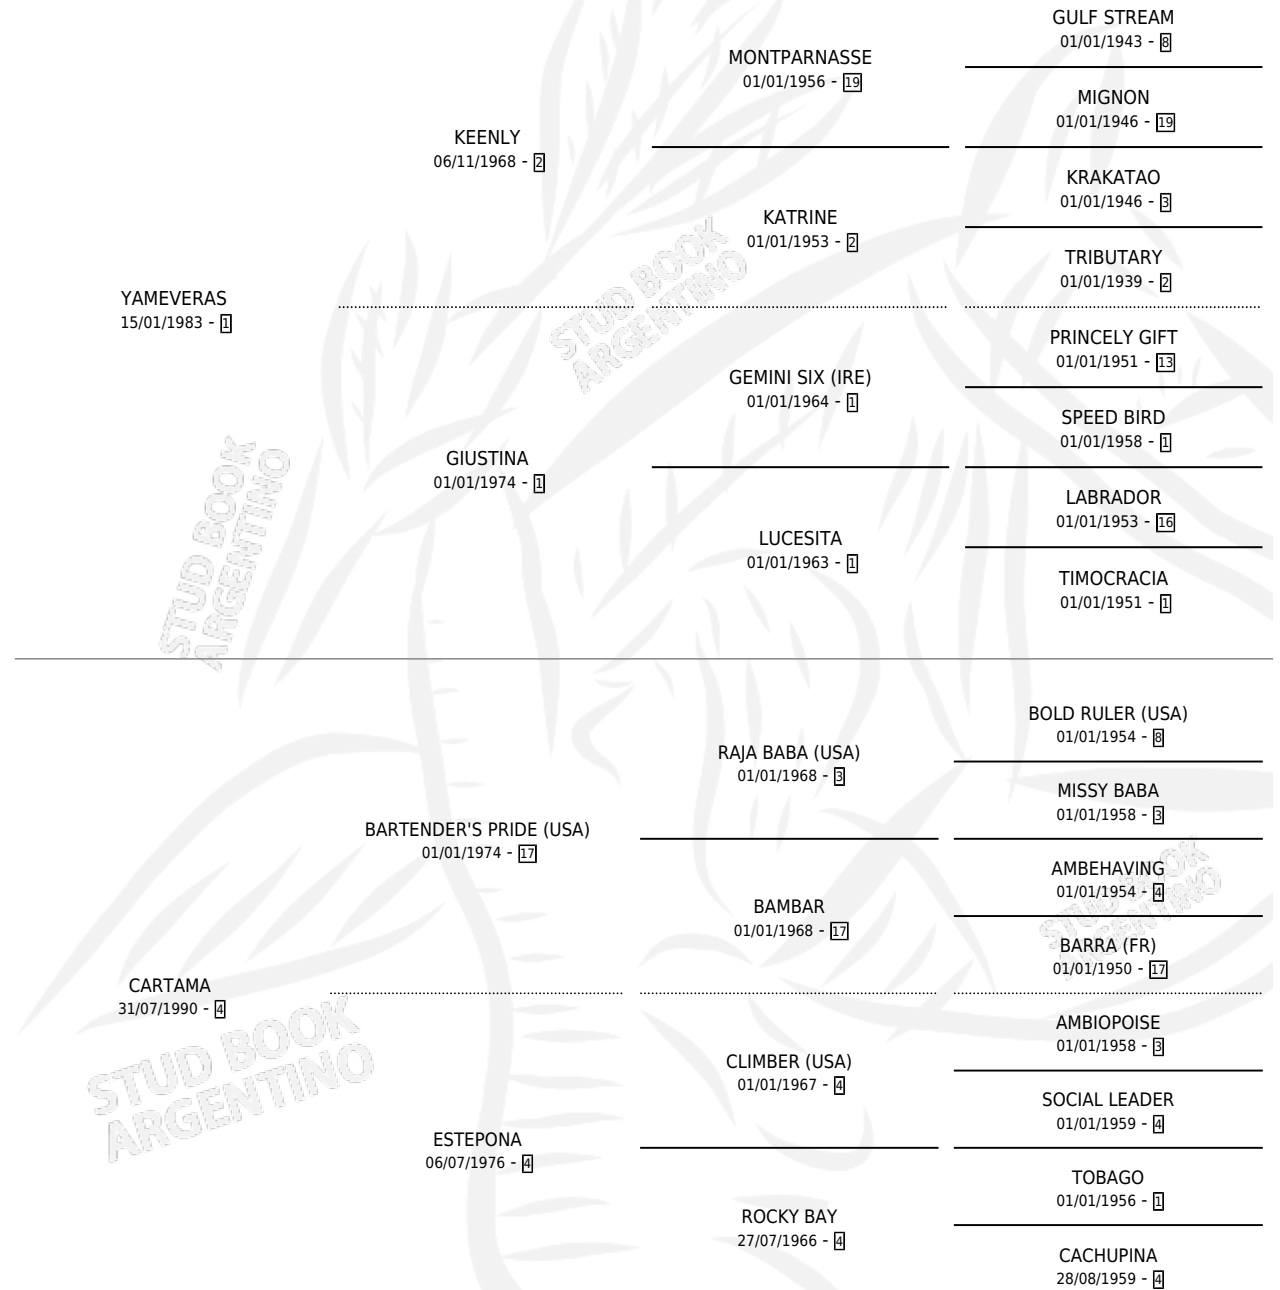 GULF STREAM
01/01/1943 - 8
MONTPARNASSE
01/01/1956 - 19
MIGNON
01/01/1946 - 19
KEENLY
06/11/1968 - 2
KRAKATAO
01/01/1946 - 3
KATRINE
01/01/1953 - 2
TRIBUTARY
01/01/1939 - 2
YAMEVERAS
15/01/1983 - 1
STUD BOOK
ARGENTINO
PRINCELY GIFT
01/01/1951 - 13
GEMINI SIX (IRE)
01/01/1964 - 1
SPEED BIRD
01/01/1958 - 1
GIUSTINA
01/01/1974 - 1
LABRADOR
01/01/1953 - 16
LUCESITA
01/01/1963 - 1
TIMOCRACIA
01/01/1951 - 1
STUD BOOK
ARGENTINO
BOLD RULER (USA)
01/01/1954 - 8
RAJA BABA (USA)
01/01/1968 - 3
MISSY BABA
01/01/1958 - 3
BARTENDER'S PRIDE (USA)
01/01/1974 - 17
AMBEHAVING
01/01/1954 - 4
BAMBAR
01/01/1968 - 17
BARRA (FR)
01/01/1950 - 17
STUD BOOK
ARGENTINO
CARTAMA
31/07/1990 - 4
AMBIOPOISE
01/01/1958 - 3
CLIMBER (USA)
01/01/1967 - 4
SOCIAL LEADER
01/01/1959 - 4
STUD BOOK
ARGENTINO
ESTEPONA
06/07/1976 - 4
TOBAGO
01/01/1956 - 1
ROCKY BAY
27/07/1966 - 4
CACHUPINA
28/08/1959 - 4